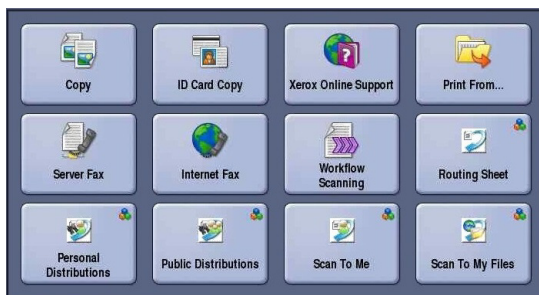 Copy
ID Card Copy
Xerox Online Support
Print From...
Server Fax
Internet Fax
Workflow
Scanning
Routing Sheet
Personal
Distributions
Public Distributions
Scan To Me
Scan To My Files